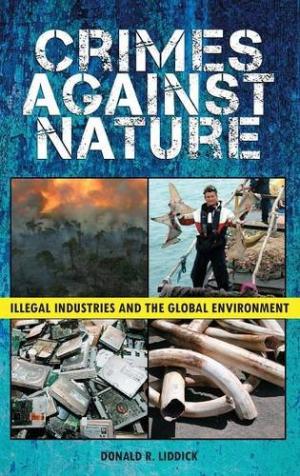 CRIMES
AGAINST
NATURE
ILLEGAL INDUSTRIES AND THE GLOBAL ENVIRONMENT
DONALD R. LIDDICK